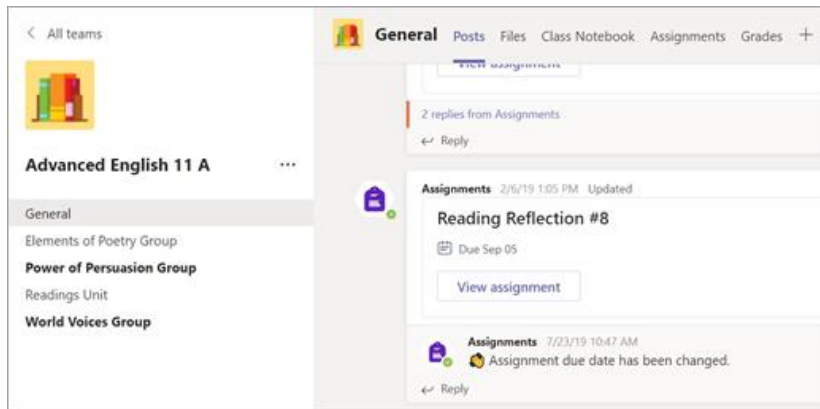 All teams
Advanced English 11 A
General
Elements of Poetry Group
Power of Persuasion Group
Readings Unit
World Voices Group
General Posts Files Class Notebook Assignments Grades
View assignment
2 replies from Assignments
Reply
Assignments 2/6/19 1:05 PM Updated
Reading Reflection #8
Due Sep 05
View assignment
Assignments 7/23/19 10:47 AM
Assignment due date has been changed.
Reply